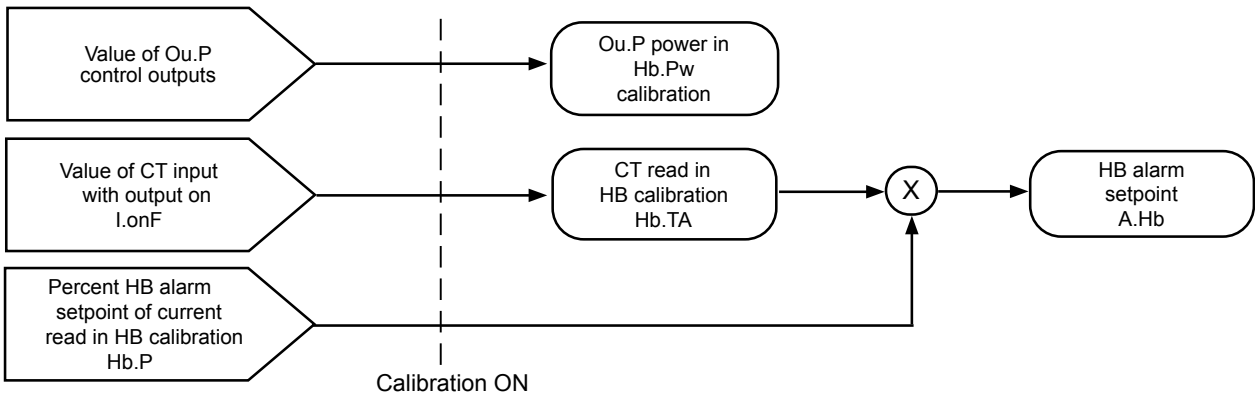 Value of Ou.P
control outputs
Ou.P power in
Hb.Pw
calibration
Value of CT input
with output on
I.onF
CT read in
HB calibration
Hb.TA
X
HB alarm
setpoint
A.Hb
Percent HB alarm
setpoint of current
read in HB calibration
Hb.P
Calibration ON